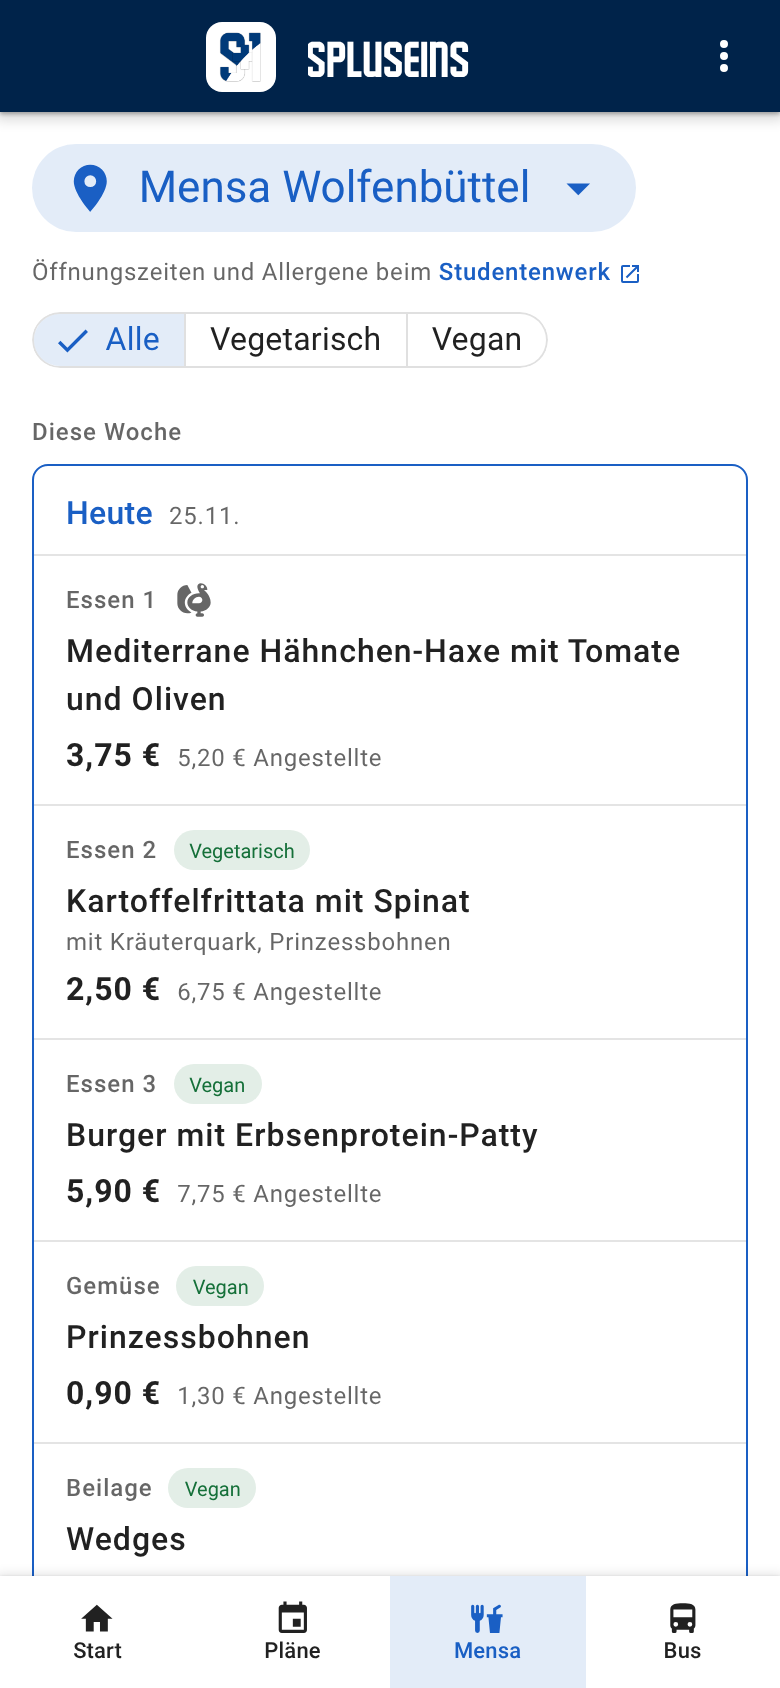 SPLUSEINS
Mensa Wolfenbüttel
Öffnungszeiten und Allergene beim Studentenwerk
Alle Vegetarisch Vegan
Diese Woche
Heute 25.11.
Essen 1
Mediterrane Hähnchen-Haxe mit Tomate
und Oliven
3,75 € 5,20 € Angestellte
Essen 2 Vegetarisch
Kartoffelfrittata mit Spinat
mit Kräuterquark, Prinzessbohnen
2,50 € 6,75 € Angestellte
Essen 3 Vegan
Burger mit Erbsenprotein-Patty
5,90 € 7,75 € Angestellte
Gemüse Vegan
Prinzessbohnen
0,90 € 1,30 € Angestellte
Beilage Vegan
Wedges
Start Pläne Mensa Bus